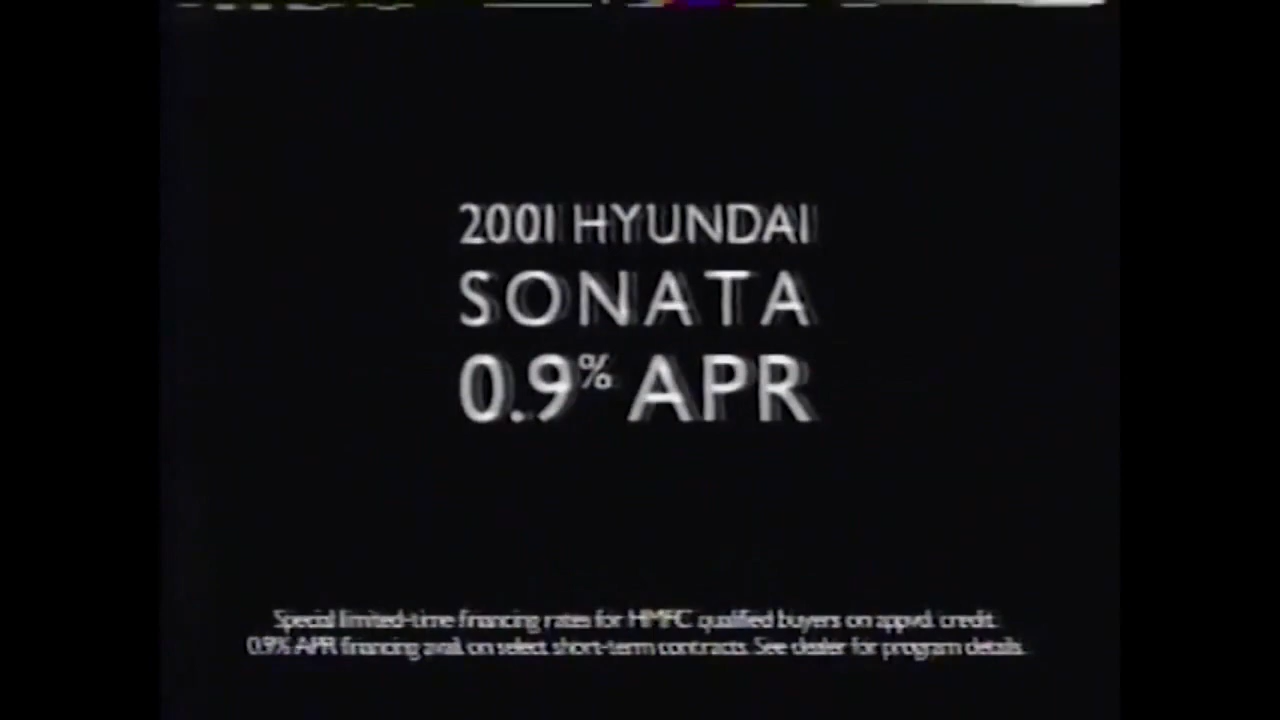 2001 HYUNDAI
SONATA
0.9% APR
Special limited-time financing rates for HMFC qualified buyers on appvd. credit.
0.9% APR financing avail. on select short-term contracts. See dealer for program details.